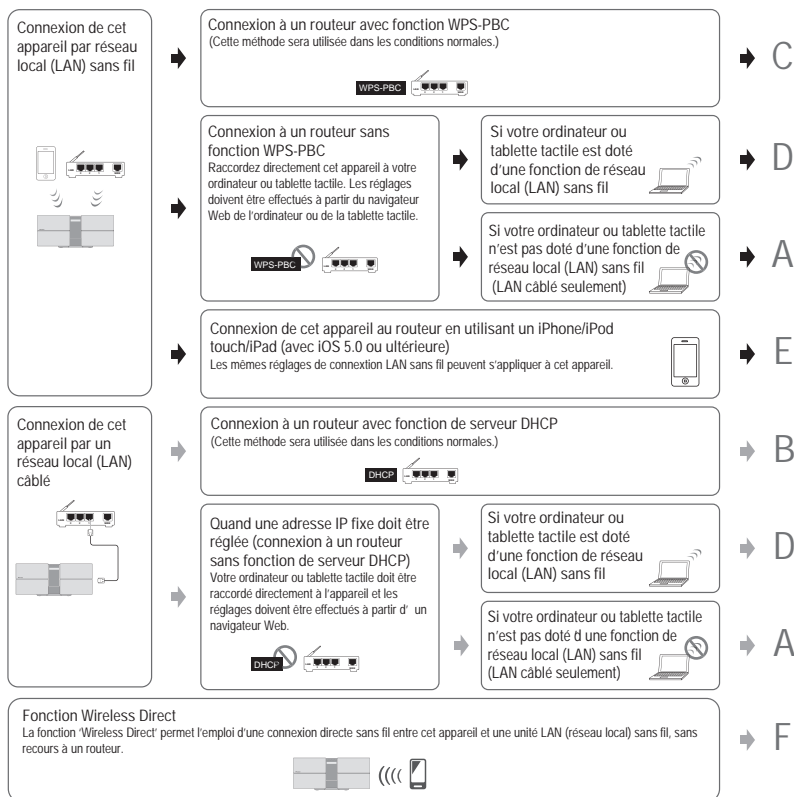 Connexion de cet
appareil par réseau
local (LAN) sans fil
Connexion à un routeur avec fonction WPS-PBC
(Cette méthode sera utilisée dans les conditions normales.)
WPS-PBC
C
Connexion à un routeur sans
fonction WPS-PBC
Raccordez directement cet appareil à votre
ordinateur ou tablette tactile. Les réglages
doivent être effectués à partir du navigateur
Web de l'ordinateur ou de la tablette tactile.
WPS-PBC
Si votre ordinateur ou
tablette tactile est doté
d'une fonction de réseau
local (LAN) sans fil
D
Si votre ordinateur ou tablette tactile
n'est pas doté d'une fonction de
réseau local (LAN) sans fil
(LAN câblé seulement)
A
Connexion de cet appareil au routeur en utilisant un iPhone/iPod
touch/iPad (avec iOS 5.0 ou ultérieure)
Les mêmes réglages de connextion LAN sans fil peuvent s'appliquer à cet appareil.
E
Connexion de cet
appareil par un
réseau local (LAN)
câblé
Connexion à un routeur avec fonction de serveur DHCP
(Cette méthode sera utilisée dans les conditions normales.)
DHCP
B
Quand une adresse IP fixe doit être
réglée (connexion à un routeur
sans fonction de serveur DHCP)
Votre ordinateur ou tablette tactile doit être
raccordé directement à l'appareil et les
réglages doivent être effectués à partir d' un
navigateur Web.
DHCP
Si votre ordinateur ou
tablette tactile est doté
d'une fonction de réseau
local (LAN) sans fil
D
Si votre ordinateur ou tablette tactile
n'est pas doté d une fonction de
réseau local (LAN) sans fil
(LAN câblé seulement)
A
Fonction Wireless Direct
La fonction 'Wireless Direct' permet l'emploi d'une connexion directe sans fil entre cet appareil et une unité LAN (réseau local) sans fil, sans
recours à un routeur.
F